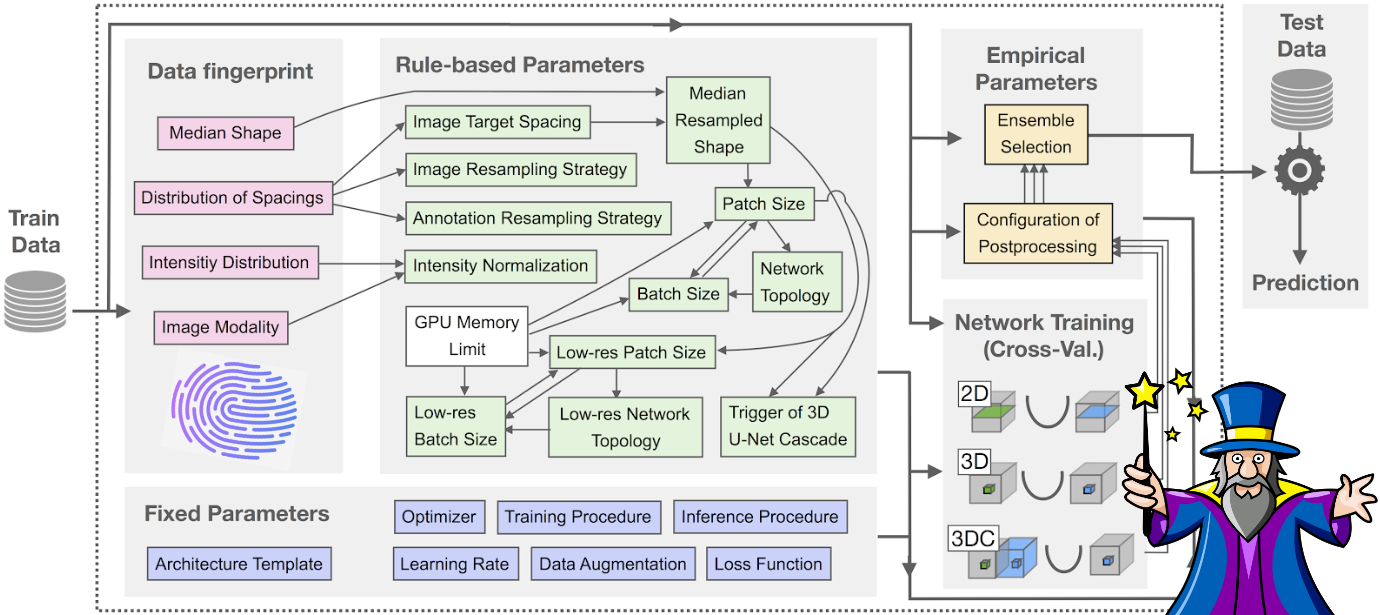 Train
Data
Data fingerprint
Median Shape
Distribution of Spacings
Intensitiy Distribution
Image Modality
Rule-based Parameters
Image Target Spacing
Image Resampling Strategy
Annotation Resampling Strategy
Intensity Normalization
GPU Memory
Limit
Low-res
Batch Size
Median
Resampled
Shape
Patch Size
Batch Size
Network
Topology
Low-res Patch Size
Low-res Network
Topology
Trigger of 3D
U-Net Cascade
Fixed Parameters
Optimizer
Training Procedure
Inference Procedure
Architecture Template
Learning Rate
Data Augmentation
Loss Function
Empirical
Parameters
Ensemble
Selection
Configuration of
Postprocessing
Network Training
(Cross-Val.)
2D
3D
3DC
Test
Data
Prediction